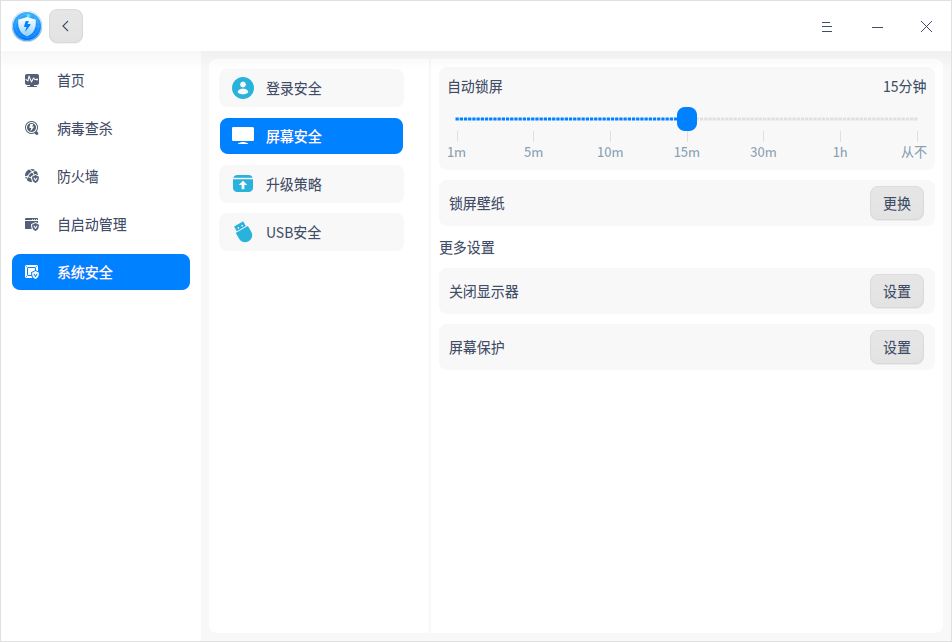 首页
病毒查杀
防火墙
自启动管理
系统安全
登录安全
屏幕安全
升级策略
USB安全
自动锁屏 15分钟
1m 5m 10m 15m 30m 1h 从不
锁屏壁纸 更换
更多设置
关闭显示器 设置
屏幕保护 设置